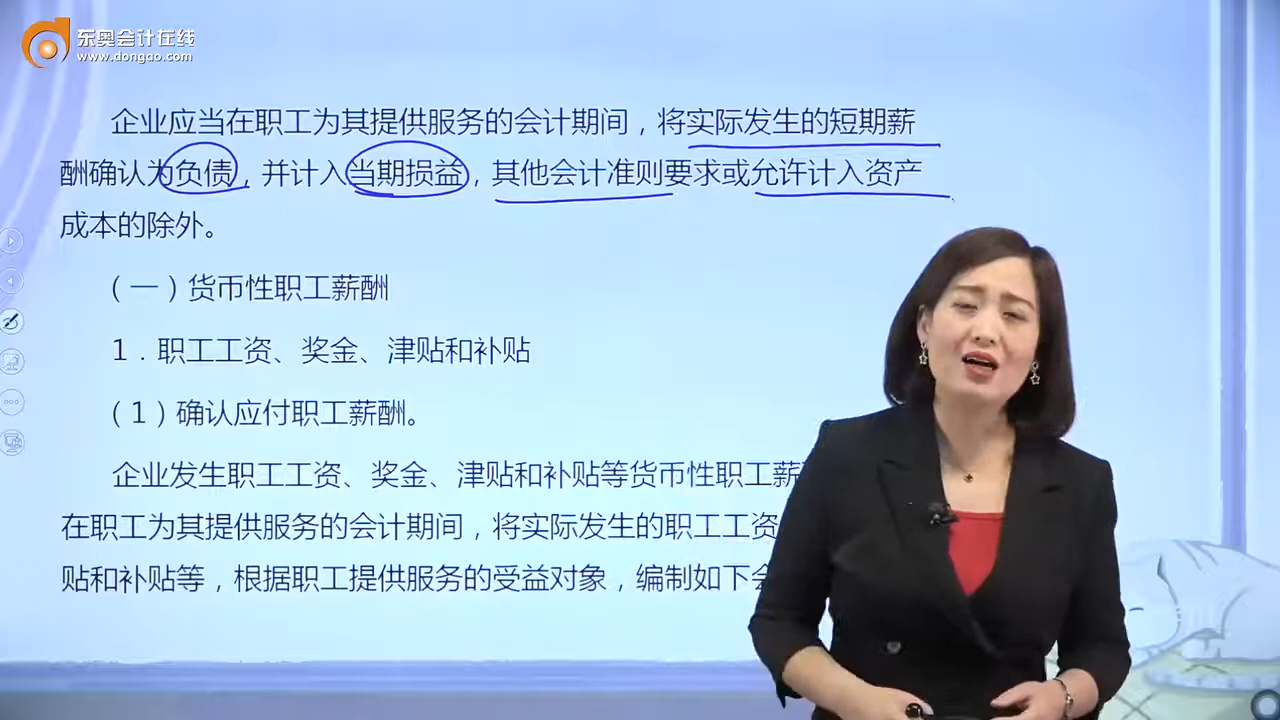 东奥会计在线
www.dongao.com
企业应当在职工为其提供服务的会计期间，将实际发生的短期薪
酬确认为负债，并计入当期损益，其他会计准则要求或允许计入资产
成本的除外。
（一）货币性职工薪酬
1．职工工资、奖金、津贴和补贴
（1）确认应付职工薪酬。
企业发生职工工资、奖金、津贴和补贴等货币性职工薪
在职工为其提供服务的会计期间，将实际发生的职工工资
贴和补贴等，根据职工提供服务的受益对象，编制如下会